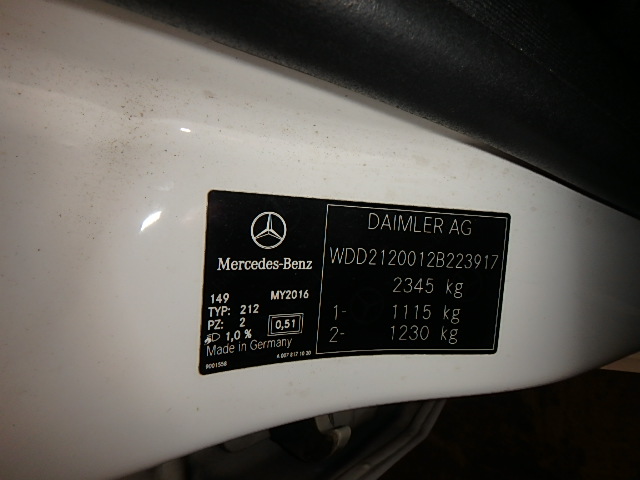 Mercedes-Benz
149 MY2016
TYP: 212
PZ: 2
0,51
1,0 %
Made in Germany
9001556
DAIMLER AG
WDD2120012B223917
2345 kg
1- 1115 kg
2- 1230 kg